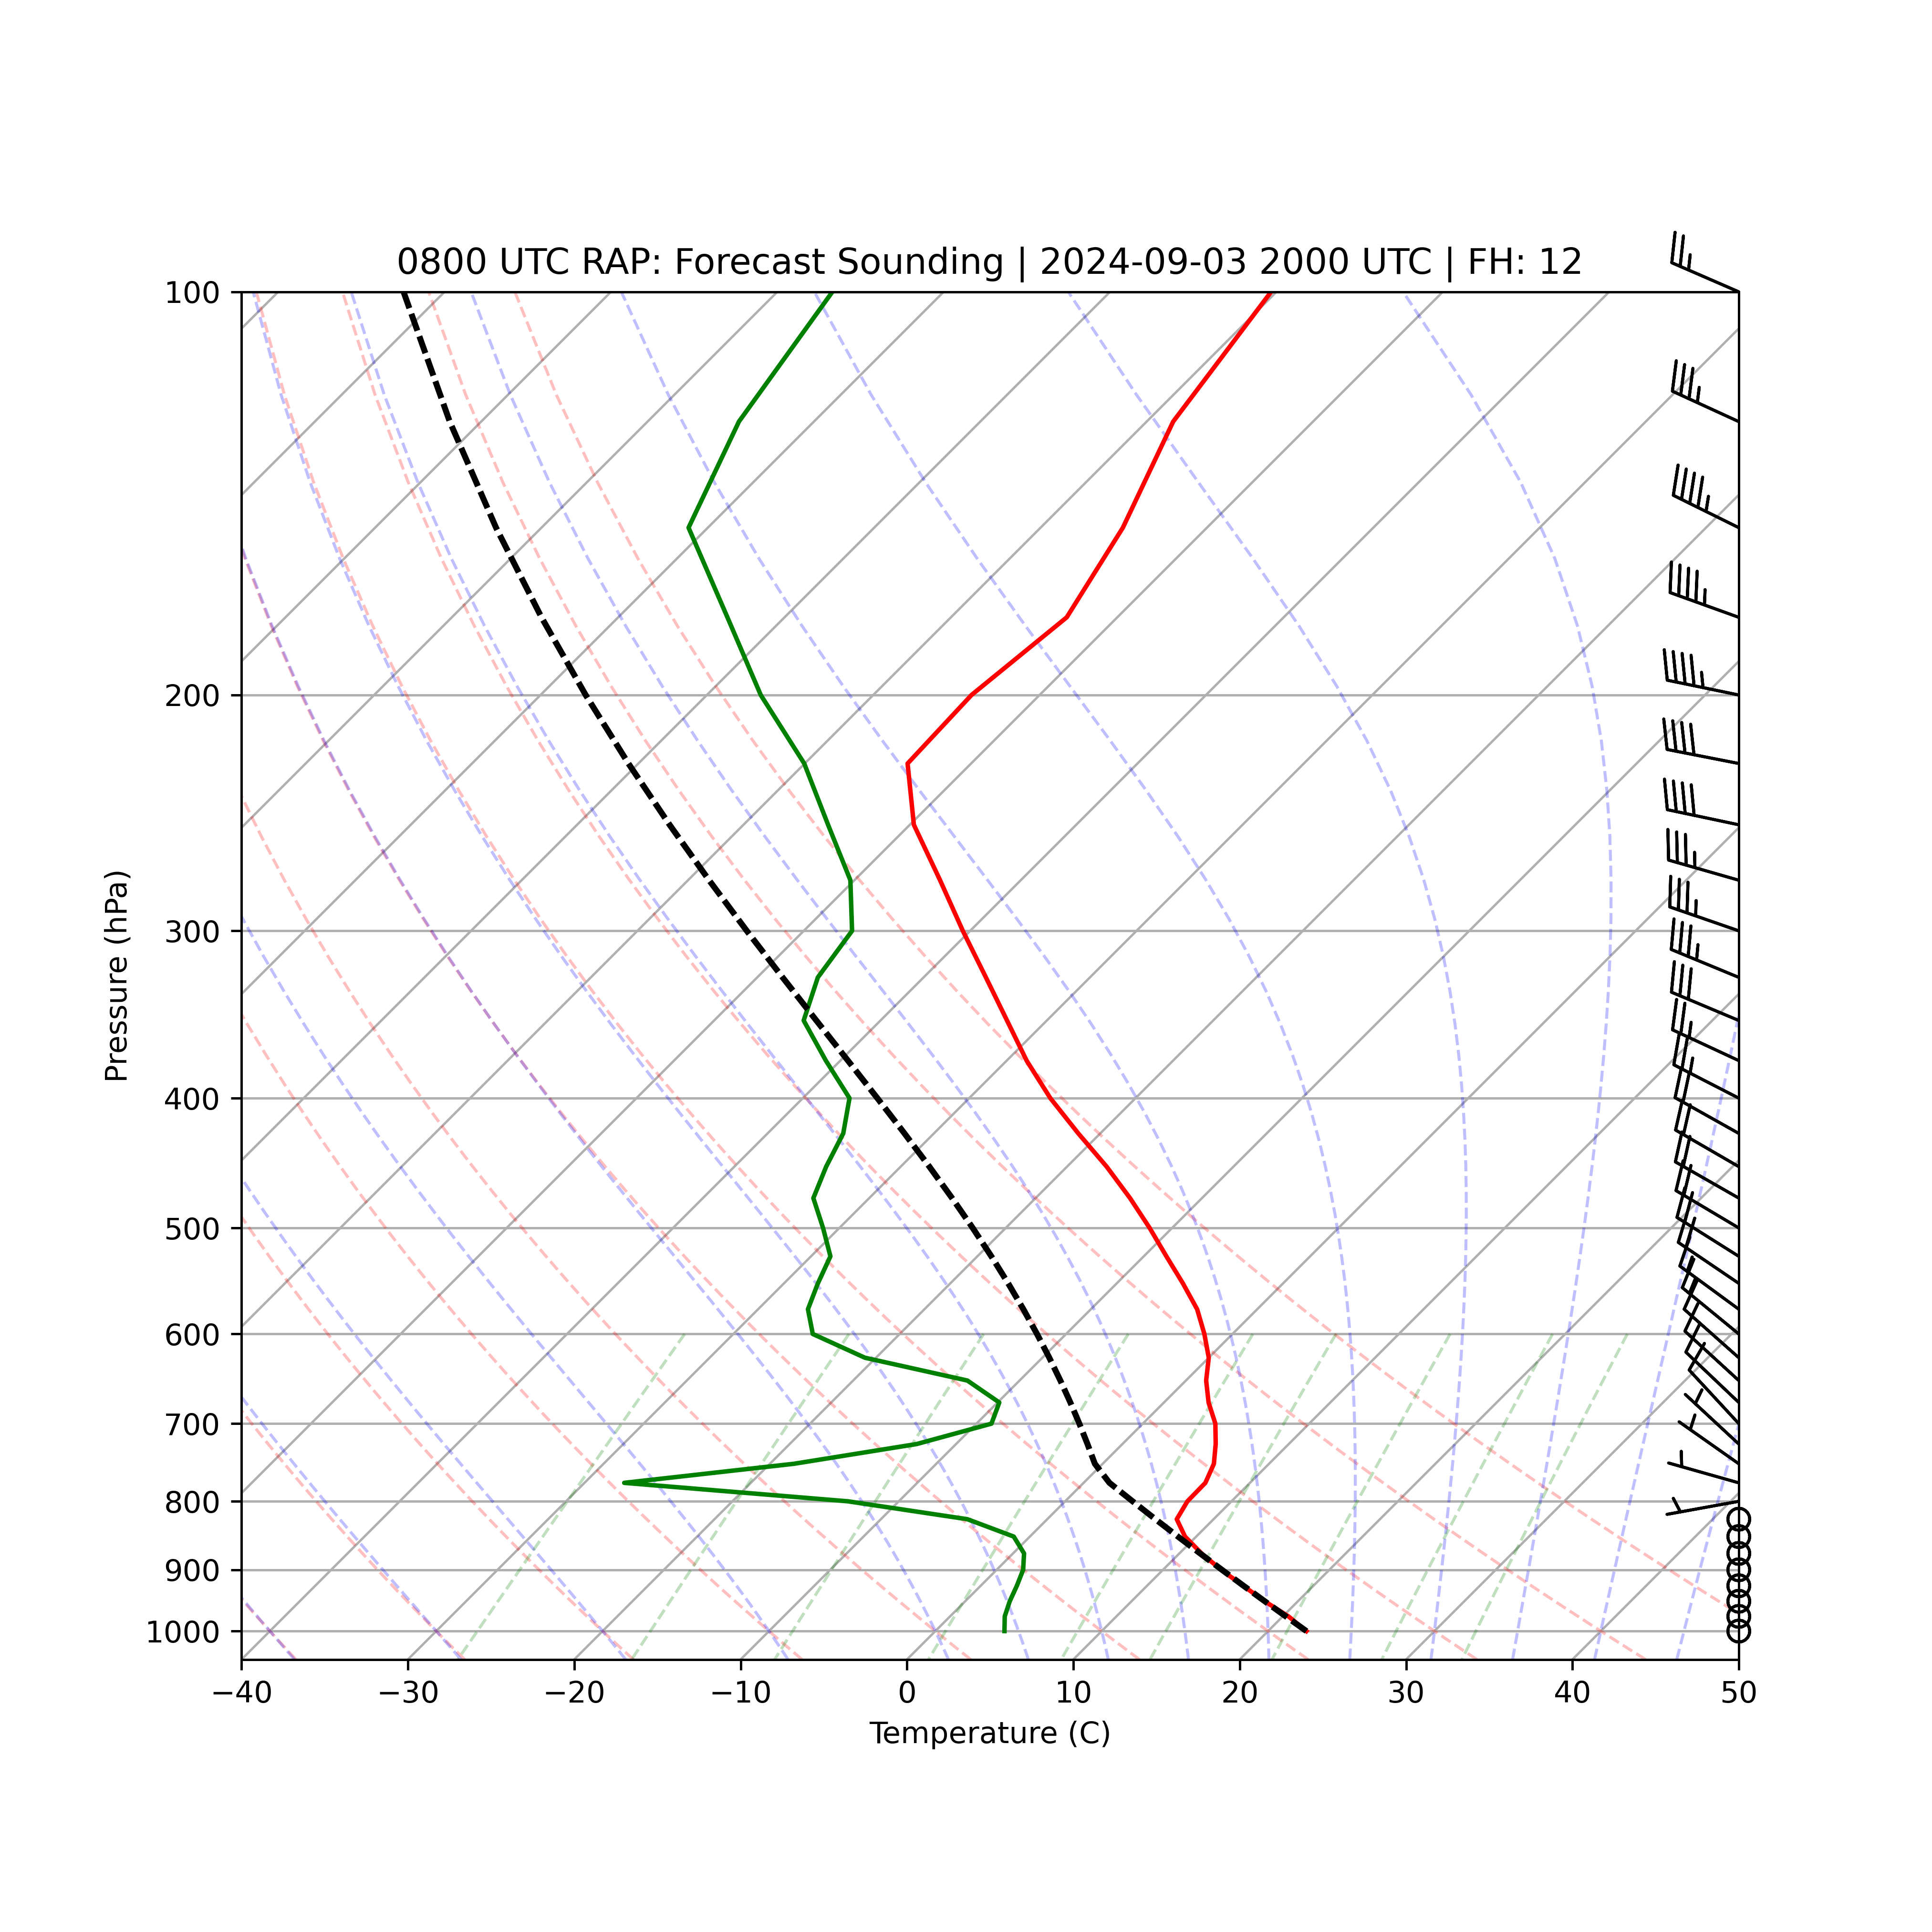 0800 UTC RAP: Forecast Sounding | 2024-09-03 2000 UTC | FH: 12
100
200
300
400
500
600
700
800
900
1000
Pressure (hPa)
−40 −30 −20 −10 0 10 20 30 40 50
Temperature (C)